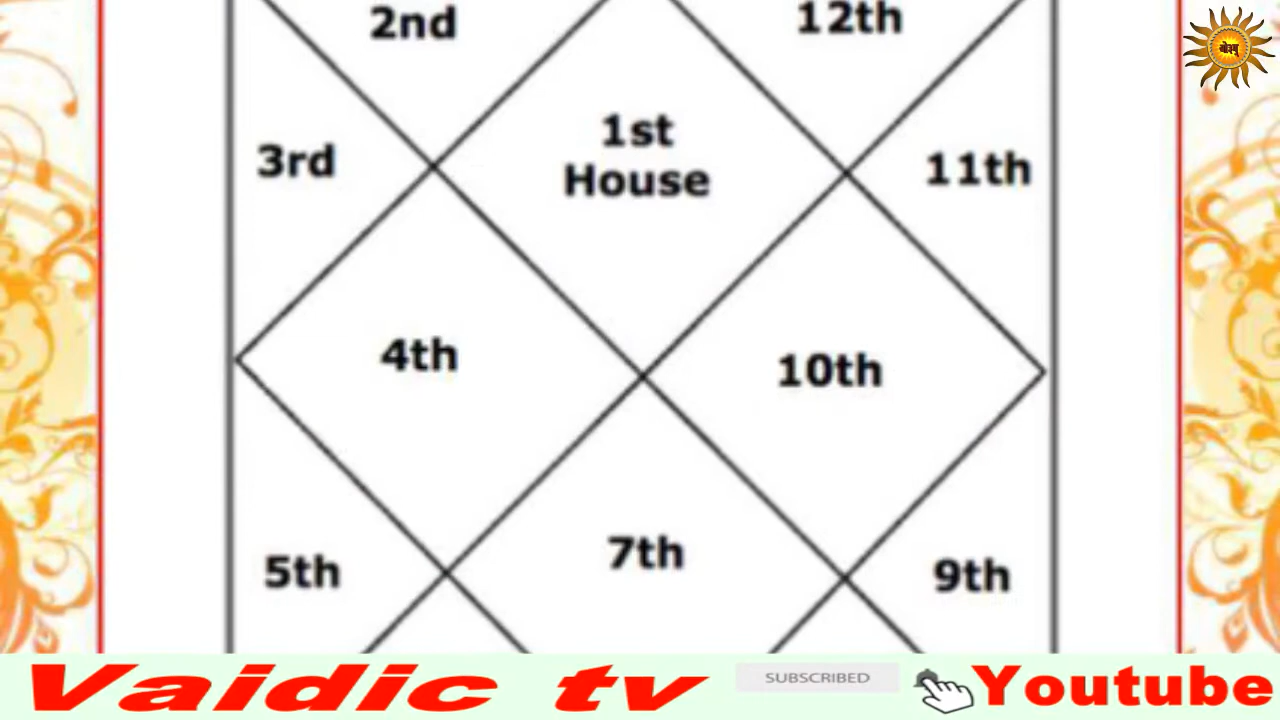 2nd
12th
1st
House
3rd
11th
4th
10th
7th
5th
9th
Vaidic tv
SUBSCRIBED
Youtube